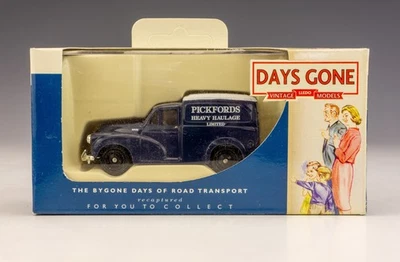 DAYS GONE
VINTAGE LLEDO MODELS
PICKFORDS
HEAVY HAULAGE
LIMITED
THE BYGONE DAYS OF ROAD TRANSPORT
recaptured
FOR YOU TO COLLECT